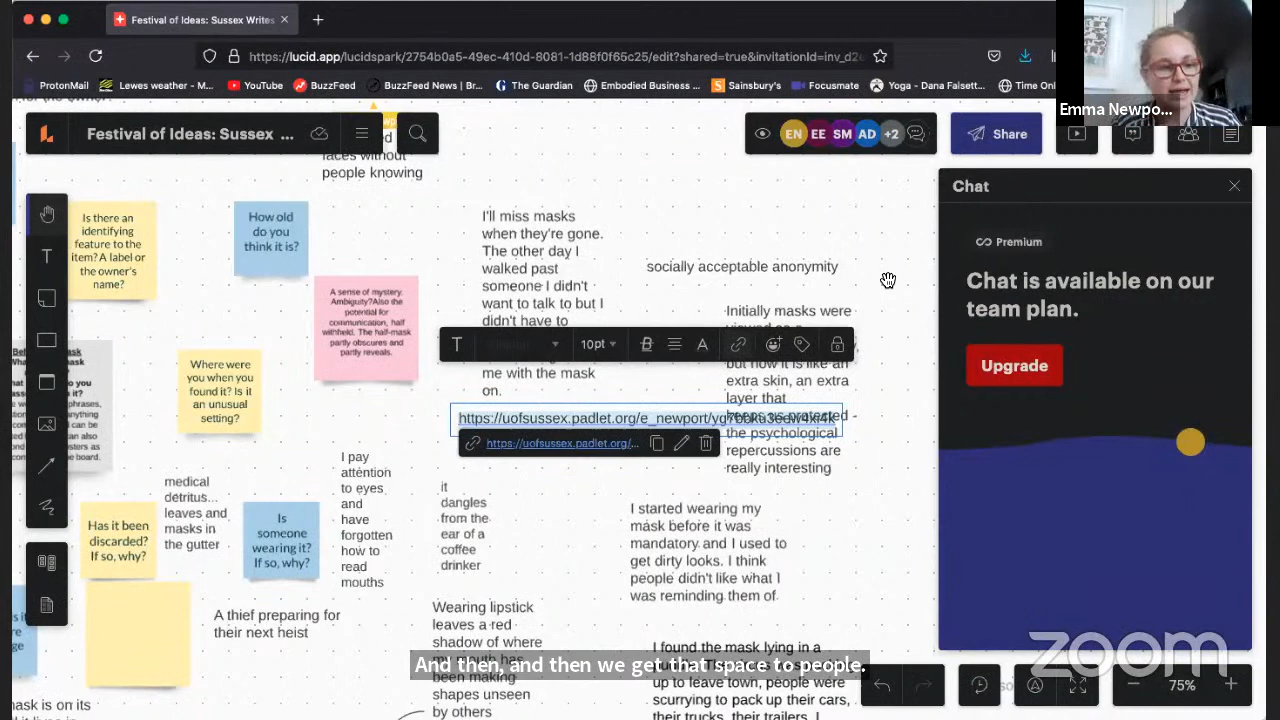 Festival of Ideas: Sussex Writes
https://lucid.app/lucidspark/2754b0a5-49ec-410d-8081-1d88f0f65c25/edit?shared=true&invitationId=inv_d2
ProtonMail
Lewes weather - M...
YouTube
BuzzFeed
BuzzFeed News | Br...
The Guardian
Embodied Business ...
Sainsbury's
Focusmate
Yoga - Dana Falsett...
Time Onl
Emma Newpo...
Festival of Ideas: Sussex ...
EN EE SM AD +2
Share
faces without
people knowing
Chat
Premium
Chat is available on our
team plan.
Upgrade
Is there an
identifying
feature to the
item? A label or
the owner's
name?
How old
do you
think it is?
A sense of mystery.
Ambiguity?Also the
potential for
communication, half
withheld. The half-mask
partly obscures and
partly reveals.
I'll miss masks
when they're gone.
The other day I
walked past
someone I didn't
want to talk to but I
didn't have to
me with the mask
on.
socially acceptable anonymity
Initially masks were
but now it is like an
extra skin, an extra
layer that
keeps us protected -
the psychological
repercussions are
really interesting
T
10pt
https://uofsussex.padlet.org/e_newport/
https://uofsussex.padlet.org/...
Where were
you when you
found it? Is it
an unusual
setting?
medical
detritus...
leaves and
masks in
the gutter
I pay
attention
to eyes
and
have
forgotten
how to
read
mouths
it
dangles
from the
ear of a
coffee
drinker
I started wearing my
mask before it was
mandatory and I used to
get dirty looks. I think
people didn't like what I
was reminding them of
Has it been
discarded?
If so, why?
Is
someone
wearing it?
If so, why?
A thief preparing for
their next heist
Wearing lipstick
leaves a red
shadow of where
been making
shapes unseen
by others
I found the mask lying in a
up to leave town, people were
scurrying to pack up their cars,
their trucks, their trailers. I
And then, and then we get that space to people.
zoom
75%